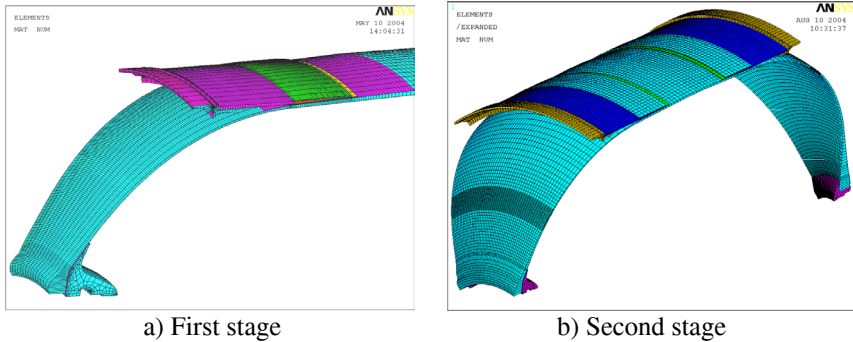 ANSYS
ELEMENTS
MAT NUM
MAY 10 2004
14:04:31
a) First stage
1
ANSYS
ELEMENTS
/EXPANDED
MAT NUM
AUG 10 2004
10:31:37
b) Second stage